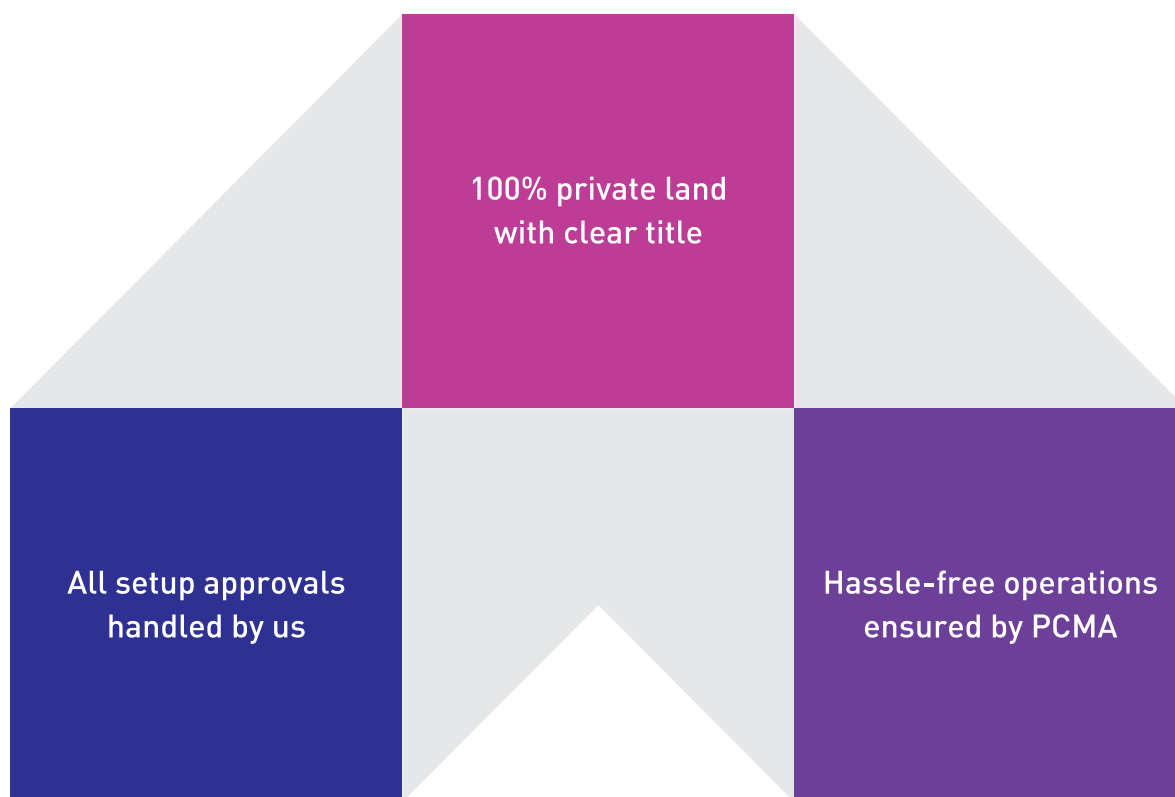 100% private land
with clear title
All setup approvals
handled by us
Hassle-free operations
ensured by PCMA